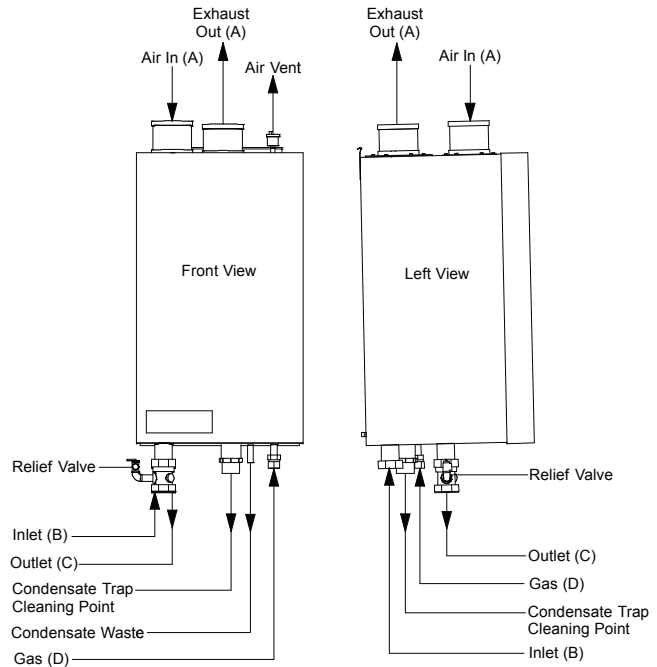 Exhaust
Out (A)
Air In (A)
Air Vent
Front View
Relief Valve
Inlet (B)
Outlet (C)
Condensate Trap
Cleaning Point
Condensate Waste
Gas (D)
Exhaust
Out (A)
Air In (A)
Left View
Relief Valve
Outlet (C)
Gas (D)
Condensate Trap
Cleaning Point
Inlet (B)